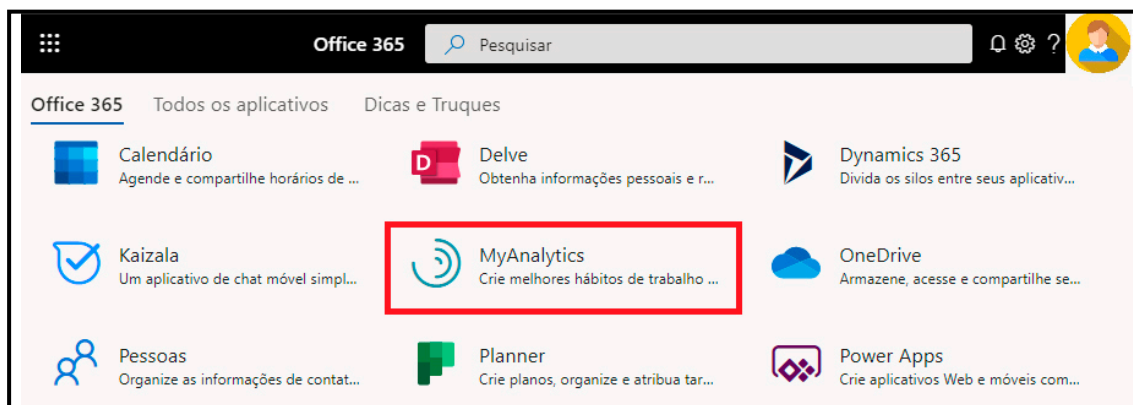 Office 365
Pesquisar
?
Office 365 Todos os aplicativos Dicas e Truques
Calendário
Agende e compartilhe horários de ...
D
Delve
Obtenha informações pessoais e r...
Dynamics 365
Divida os silos entre seus aplicativ...
Kaizala
Um aplicativo de chat móvel simpl...
MyAnalytics
Crie melhores hábitos de trabalho ...
OneDrive
Armazene, acesse e compartilhe se...
Pessoas
Organize as informações de contat...
Planner
Crie planos, organize e atribua tar...
Power Apps
Crie aplicativos Web e móveis com...